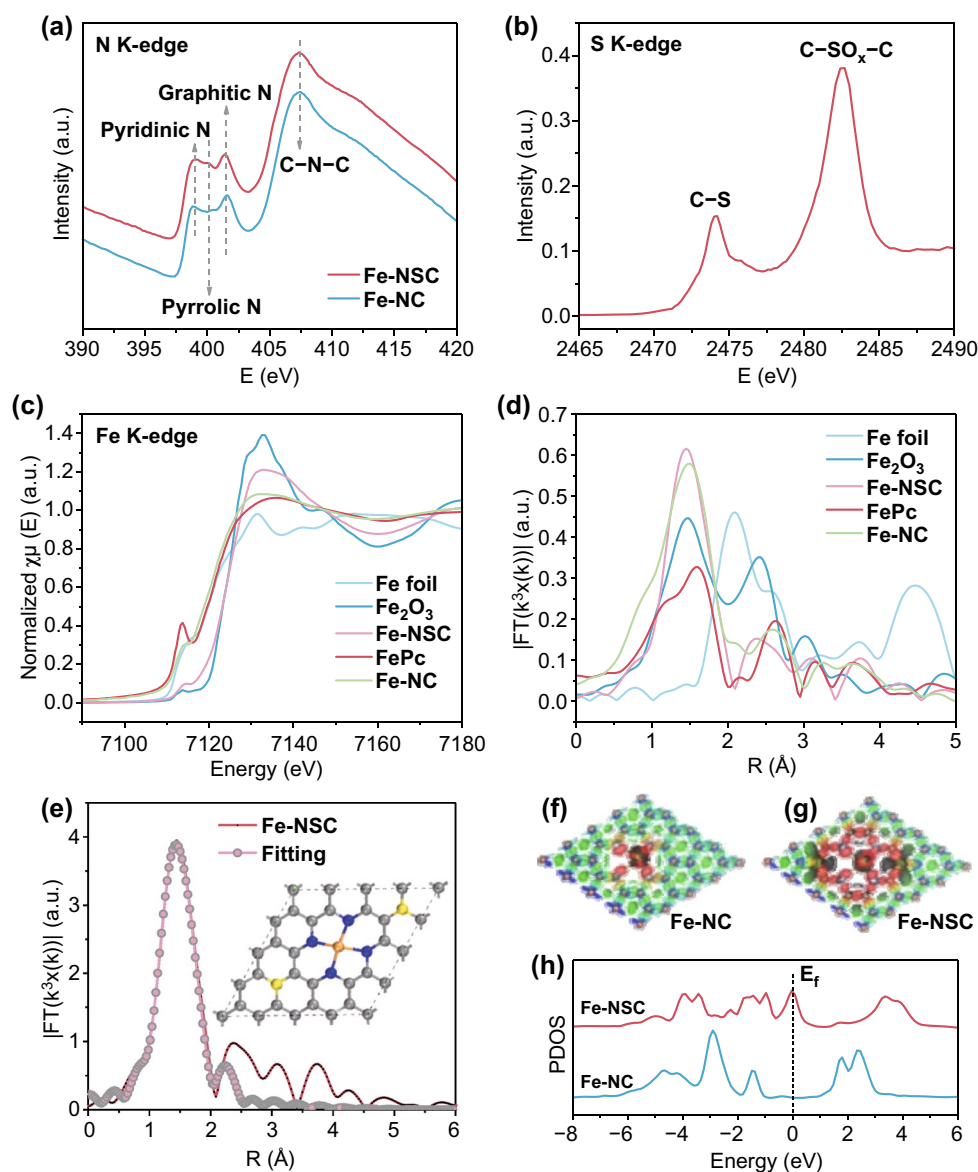 (a)
N K-edge
Graphitic N
Pyridinic N
C−N−C
Pyrrolic N
Fe-NSC
Fe-NC
Intensity (a.u.)
390 395 400 405 410 415 420
E (eV)
(b)
S K-edge
C−SOₓ−C
C−S
Intensity (a.u.)
0.4
0.3
0.2
0.1
0.0
2465 2470 2475 2480 2485 2490
E (eV)
(c)
Fe K-edge
Normalized χμ (E) (a.u.)
1.4
1.2
1.0
0.8
0.6
0.4
0.2
0.0
Fe foil
Fe₂O₃
Fe-NSC
FePc
Fe-NC
7100 7120 7140 7160 7180
Energy (eV)
(d)
|FT(k³x(k))| (a.u.)
0.7
0.6
0.5
0.4
0.3
0.2
0.1
0.0
Fe foil
Fe₂O₃
Fe-NSC
FePc
Fe-NC
0 1 2 3 4 5
R (Å)
(e)
|FT(k³x(k))| (a.u.)
4
3
2
1
0
Fe-NSC
Fitting
0 1 2 3 4 5 6
R (Å)
(f)
Fe-NC
(g)
Fe-NSC
(h)
E_f
Fe-NSC
Fe-NC
PDOS
−8 −6 −4 −2 0 2 4 6
Energy (eV)